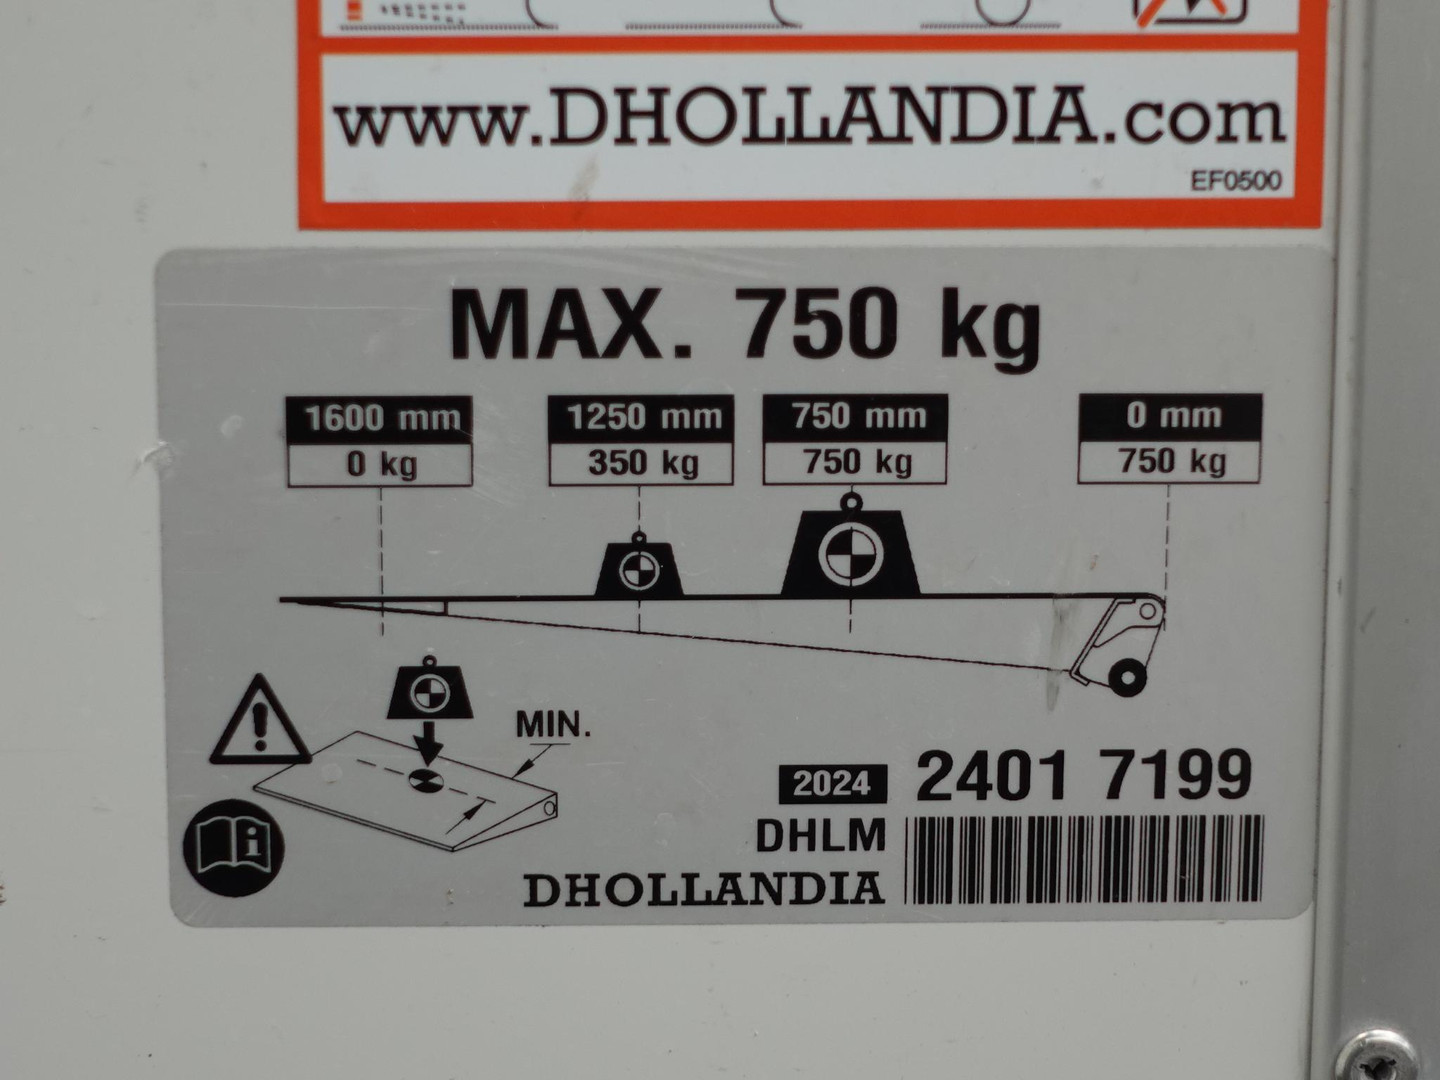 www.DHOLLANDIA.com
EF0500
MAX. 750 kg
1600 mm 1250 mm 750 mm 0 mm
0 kg 350 kg 750 kg 750 kg
MIN.
2024 2401 7199
DHLM
DHOLLANDIA